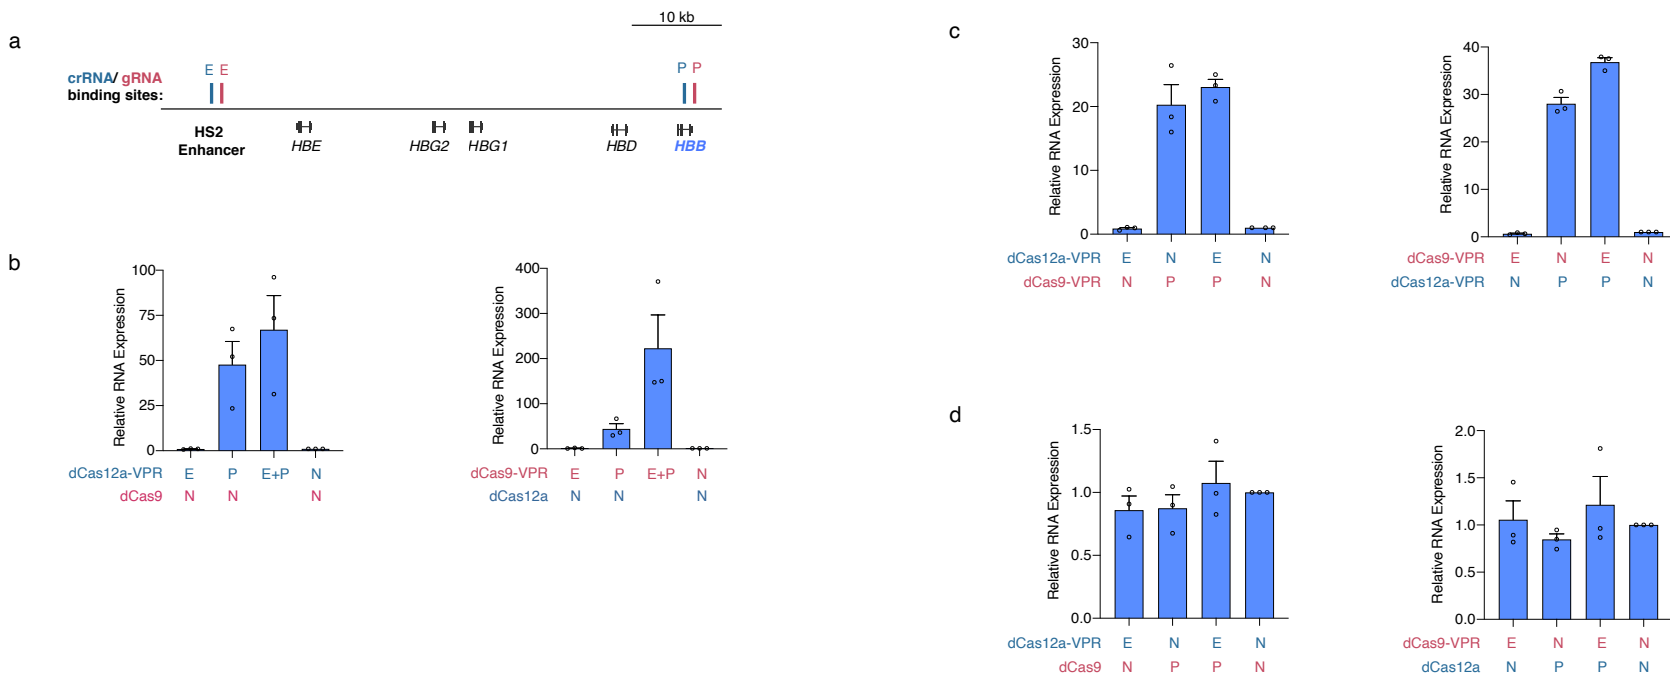 a
10 kb
crRNA/ gRNA
binding sites:
E E
P P
HS2
Enhancer
HBE
HBG2
HBG1
HBD
HBB
b
Relative RNA Expression
100
75
50
25
0
dCas12a-VPR E P E+P N
dCas9 N N N
Relative RNA Expression
400
300
200
100
0
dCas9-VPR E P E+P N
dCas12a N N N
c
Relative RNA Expression
30
20
10
0
dCas12a-VPR E N E N
dCas9-VPR N P P N
Relative RNA Expression
40
30
20
10
0
dCas9-VPR E N E N
dCas12a-VPR N P P N
d
Relative RNA Expression
1.5
1.0
0.5
0.0
dCas12a-VPR E N E N
dCas9 N P P N
Relative RNA Expression
2.0
1.5
1.0
0.5
0.0
dCas9-VPR E N E N
dCas12a N P P N